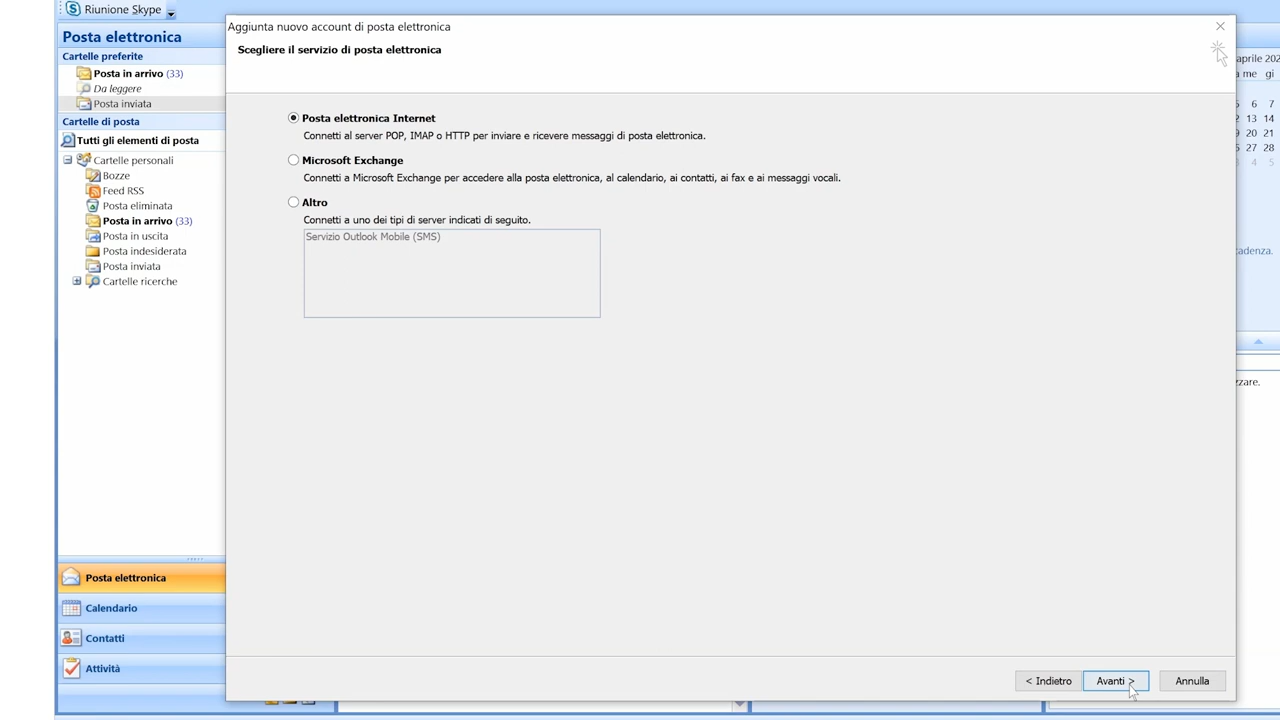 Riunione Skype
Posta elettronica
Cartelle preferite
Posta in arrivo (33)
Da leggere
Posta inviata
Cartelle di posta
Tutti gli elementi di posta
Cartelle personali
Bozze
Feed RSS
Posta eliminata
Posta in arrivo (33)
Posta in uscita
Posta indesiderata
Posta inviata
Cartelle ricerche
Posta elettronica
Calendario
Contatti
Attività
Aggiunta nuovo account di posta elettronica
Scegliere il servizio di posta elettronica
Posta elettronica Internet
Connetti al server POP, IMAP o HTTP per inviare e ricevere messaggi di posta elettronica.
Microsoft Exchange
Connetti a Microsoft Exchange per accedere alla posta elettronica, al calendario, ai contatti, ai fax e ai messaggi vocali.
Altro
Connetti a uno dei tipi di server indicati di seguito.
Servizio Outlook Mobile (SMS)
< Indietro
Avanti >
Annulla
aprile 202
a me gi
5 6 7
13 14
20 21
27 28
3 4 5
cadenza.
zzare.